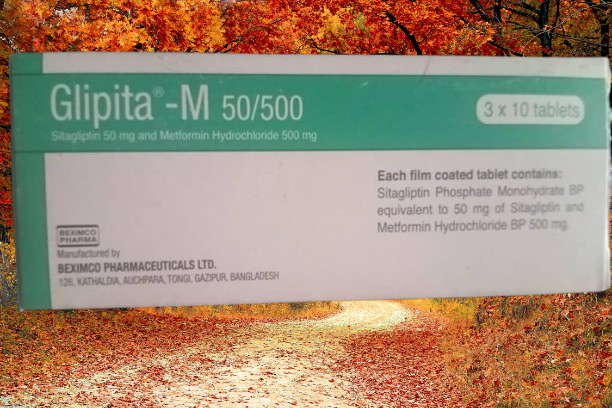 Glipita®-M 50/500
Sitagliptin 50 mg and Metformin Hydrochloride 500 mg
3 x 10 tablets
Each film coated tablet contains:
Sitagliptin Phosphate Monohydrate BP
equivalent to 50 mg of Sitagliptin and
Metformin Hydrochloride BP 500 mg.
BEXIMCO
PHARMA
Manufactured by
BEXIMCO PHARMACEUTICALS LTD.
126, KATHALDIA, AUCHPARA, TONGI, GAZIPUR, BANGLADESH